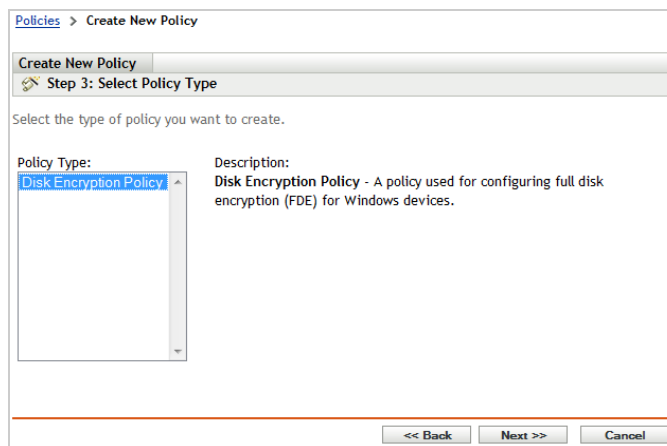 Policies > Create New Policy
Create New Policy
Step 3: Select Policy Type
Select the type of policy you want to create.
Policy Type:
Disk Encryption Policy
Description:
Disk Encryption Policy - A policy used for configuring full disk
encryption (FDE) for Windows devices.
<< Back
Next >>
Cancel